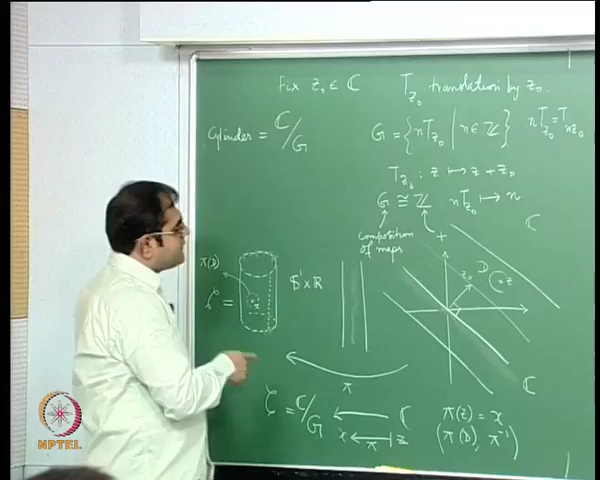 Fix z₀ ∈ ℂ T_{z₀} translation by z₀.
Cylinder = ℂ/G G = {nT_{z₀} | n ∈ ℤ} nT_{z₀} = T_{nz₀}
T_{z₀} : z ↦ z + z₀
G ≅ ℤ nT_{z₀} ↦ n
composition of maps
+
ℂ
π(D)
S¹ × ℝ
z₀ D z
=
π
= ℂ/G ← ℂ
x ↤ z
π
π(z) = x
(π(D), π⁻¹)
ℂ
NPTEL